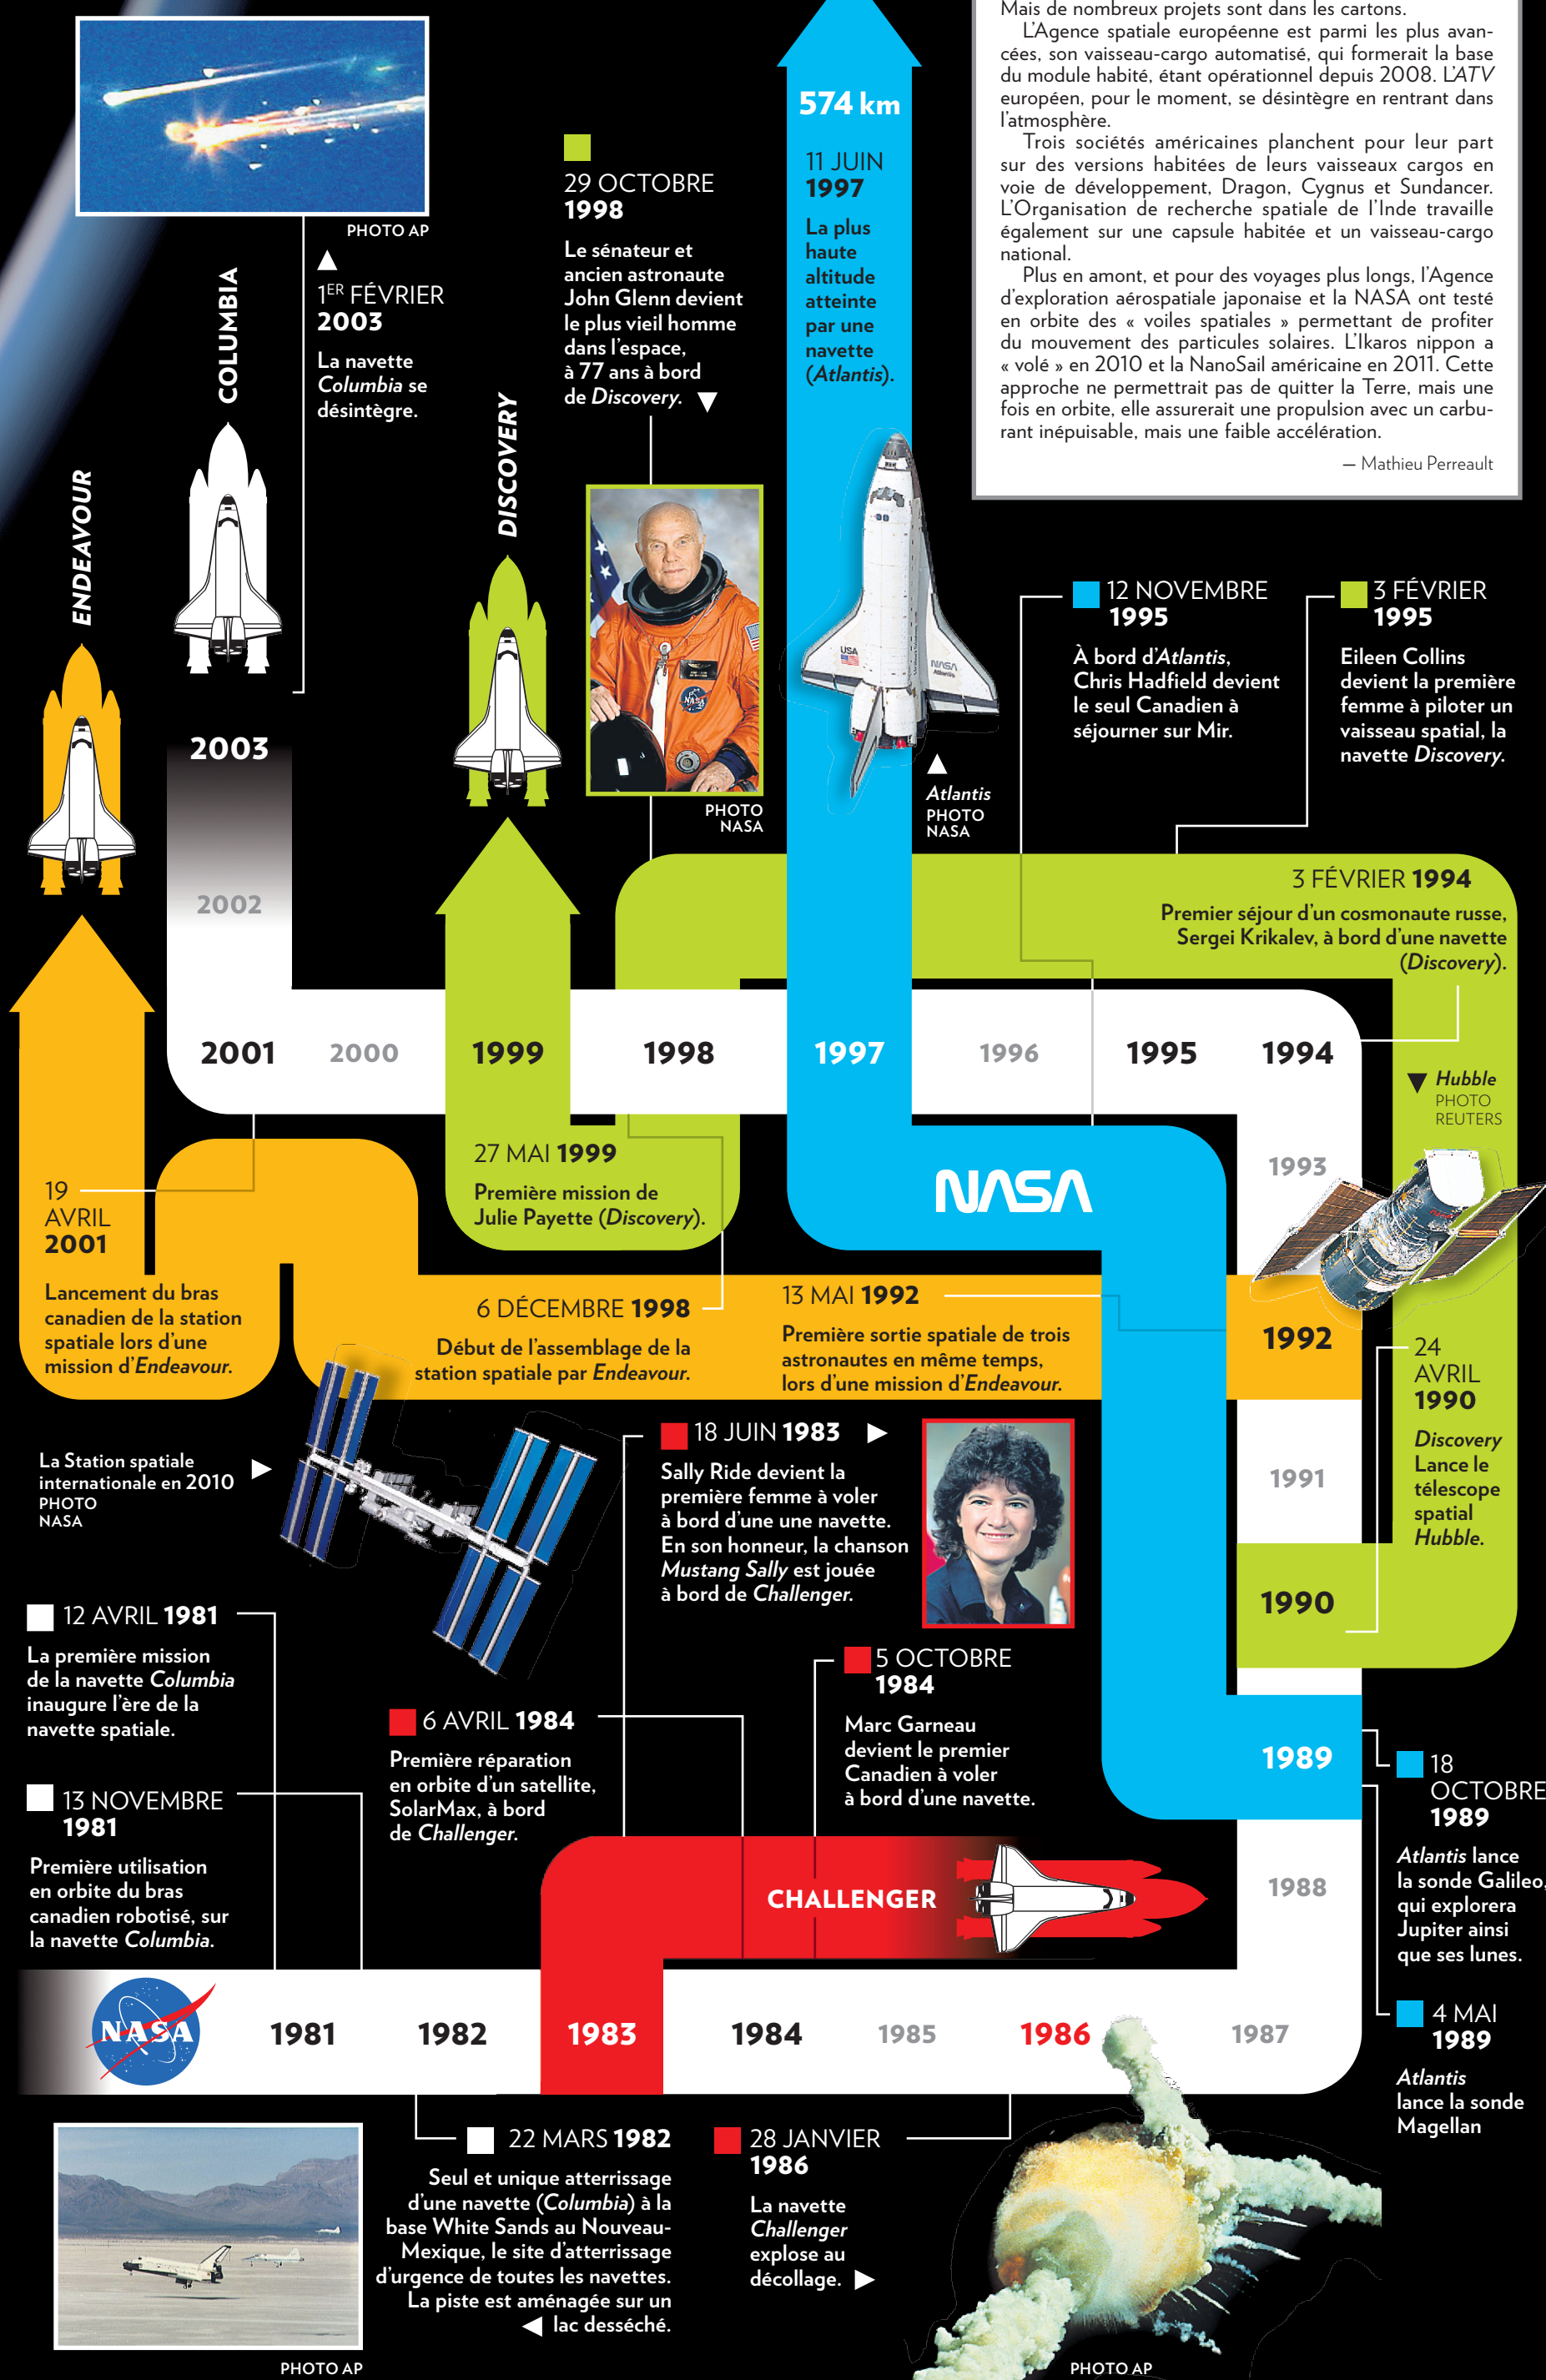 Mais de nombreux projets sont dans les cartons.
L'Agence spatiale européenne est parmi les plus avan-
cées, son vaisseau-cargo automatisé, qui formerait la base
du module habité, étant opérationnel depuis 2008. L'ATV
européen, pour le moment, se désintègre en rentrant dans
l'atmosphère.
Trois sociétés américaines planchent pour leur part
sur des versions habitées de leurs vaisseaux cargos en
voie de développement, Dragon, Cygnus et Sundancer.
L'Organisation de recherche spatiale de l'Inde travaille
également sur une capsule habitée et un vaisseau-cargo
national.
Plus en amont, et pour des voyages plus longs, l'Agence
d'exploration aérospatiale japonaise et la NASA ont testé
en orbite des « voiles spatiales » permettant de profiter
du mouvement des particules solaires. L'Ikaros nippon a
« volé » en 2010 et la NanoSail américaine en 2011. Cette
approche ne permettrait pas de quitter la Terre, mais une
fois en orbite, elle assurerait une propulsion avec un carbu-
rant inépuisable, mais une faible accélération.
— Mathieu Perreault
PHOTO AP
1ER FÉVRIER
2003
La navette
Columbia se
désintègre.
COLUMBIA
ENDEAVOUR
DISCOVERY
29 OCTOBRE
1998
Le sénateur et
ancien astronaute
John Glenn devient
le plus vieil homme
dans l'espace,
à 77 ans à bord
de Discovery.
PHOTO
NASA
574 km
11 JUIN
1997
La plus
haute
altitude
atteinte
par une
navette
(Atlantis).
USA
NASA
Atlantis
Atlantis
PHOTO
NASA
12 NOVEMBRE
1995
À bord d'Atlantis,
Chris Hadfield devient
le seul Canadien à
séjourner sur Mir.
3 FÉVRIER
1995
Eileen Collins
devient la première
femme à piloter un
vaisseau spatial, la
navette Discovery.
3 FÉVRIER 1994
Premier séjour d'un cosmonaute russe,
Sergei Krikalev, à bord d'une navette
(Discovery).
2003
2002
2001
2000
1999
1998
1997
1996
1995
1994
Hubble
PHOTO
REUTERS
1993
19
AVRIL
2001
Lancement du bras
canadien de la station
spatiale lors d'une
mission d'Endeavour.
27 MAI 1999
Première mission de
Julie Payette (Discovery).
NASA
6 DÉCEMBRE 1998
Début de l'assemblage de la
station spatiale par Endeavour.
13 MAI 1992
Première sortie spatiale de trois
astronautes en même temps,
lors d'une mission d'Endeavour.
1992
24
AVRIL
1990
Discovery
Lance le
télescope
spatial
Hubble.
1991
1990
La Station spatiale
internationale en 2010
PHOTO
NASA
18 JUIN 1983
Sally Ride devient la
première femme à voler
à bord d'une une navette.
En son honneur, la chanson
Mustang Sally est jouée
à bord de Challenger.
12 AVRIL 1981
La première mission
de la navette Columbia
inaugure l'ère de la
navette spatiale.
13 NOVEMBRE
1981
Première utilisation
en orbite du bras
canadien robotisé, sur
la navette Columbia.
6 AVRIL 1984
Première réparation
en orbite d'un satellite,
SolarMax, à bord
de Challenger.
5 OCTOBRE
1984
Marc Garneau
devient le premier
Canadien à voler
à bord d'une navette.
1989
18
OCTOBRE
1989
Atlantis lance
la sonde Galileo,
qui explorera
Jupiter ainsi
que ses lunes.
4 MAI
1989
Atlantis
lance la sonde
Magellan
CHALLENGER
1988
NASA
1981
1982
1983
1984
1985
1986
1987
22 MARS 1982
Seul et unique atterrissage
d'une navette (Columbia) à la
base White Sands au Nouveau-
Mexique, le site d'atterrissage
d'urgence de toutes les navettes.
La piste est aménagée sur un
lac desséché.
PHOTO AP
28 JANVIER
1986
La navette
Challenger
explose au
décollage.
PHOTO AP